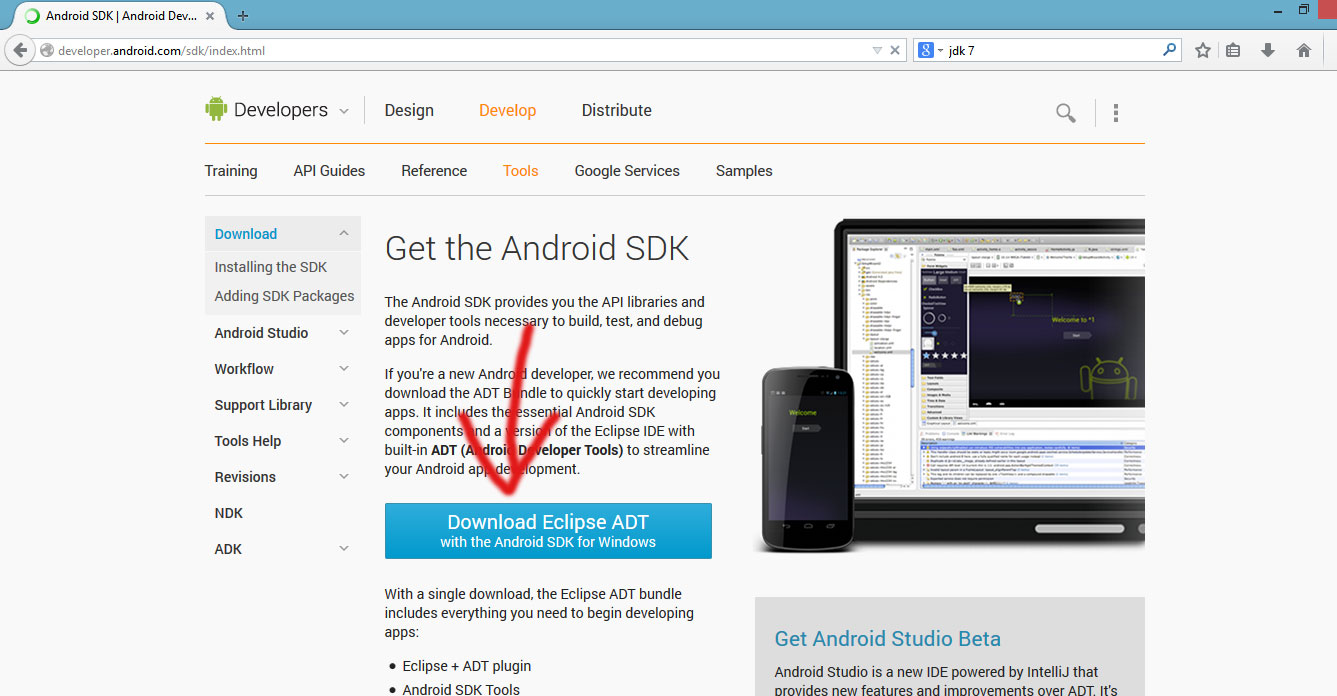 Android SDK | Android Dev...
developer.android.com/sdk/index.html
jdk 7
Developers
Design
Develop
Distribute
Training
API Guides
Reference
Tools
Google Services
Samples
Download
Installing the SDK
Adding SDK Packages
Android Studio
Workflow
Support Library
Tools Help
Revisions
NDK
ADK
Get the Android SDK
The Android SDK provides you the API libraries and
developer tools necessary to build, test, and debug
apps for Android.
If you're a new Android developer, we recommend you
download the ADT Bundle to quickly start developing
apps. It includes the essential Android SDK
components and a version of the Eclipse IDE with
built-in ADT (Android Developer Tools) to streamline
your Android app development.
Download Eclipse ADT
with the Android SDK for Windows
With a single download, the Eclipse ADT bundle
includes everything you need to begin developing
apps:
• Eclipse + ADT plugin
• Android SDK Tools
Welcome to *1
Start
Welcome
Start
Get Android Studio Beta
Android Studio is a new IDE powered by IntelliJ that
provides new features and improvements over ADT. It's